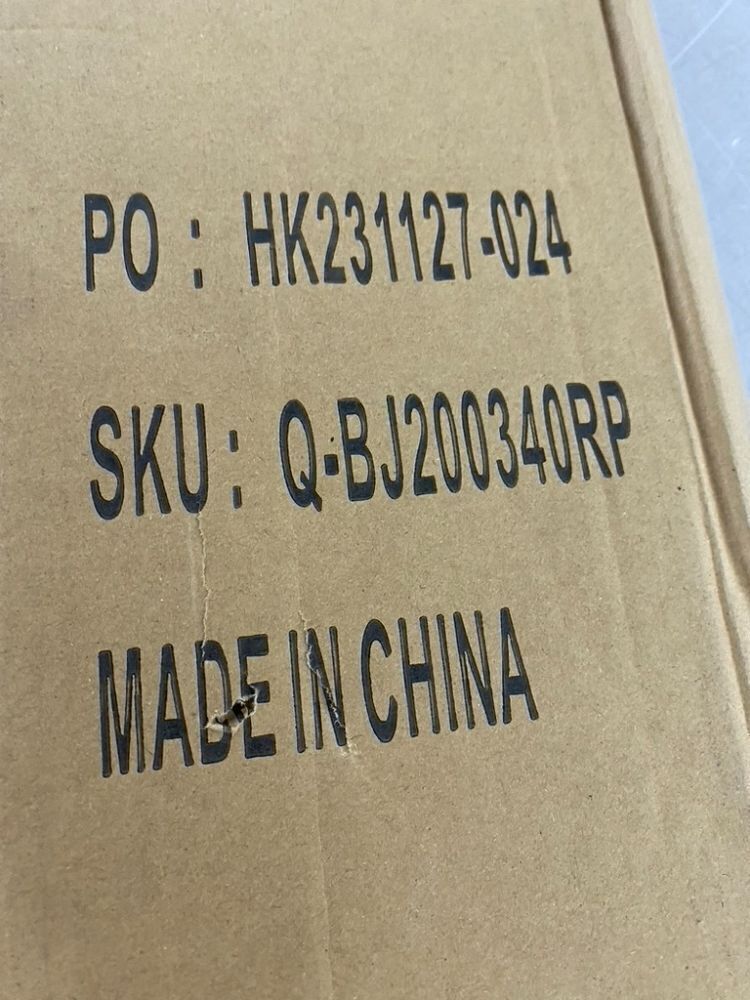 PO : HK231127-024
SKU : Q-BJ200340RP
MADE IN CHINA